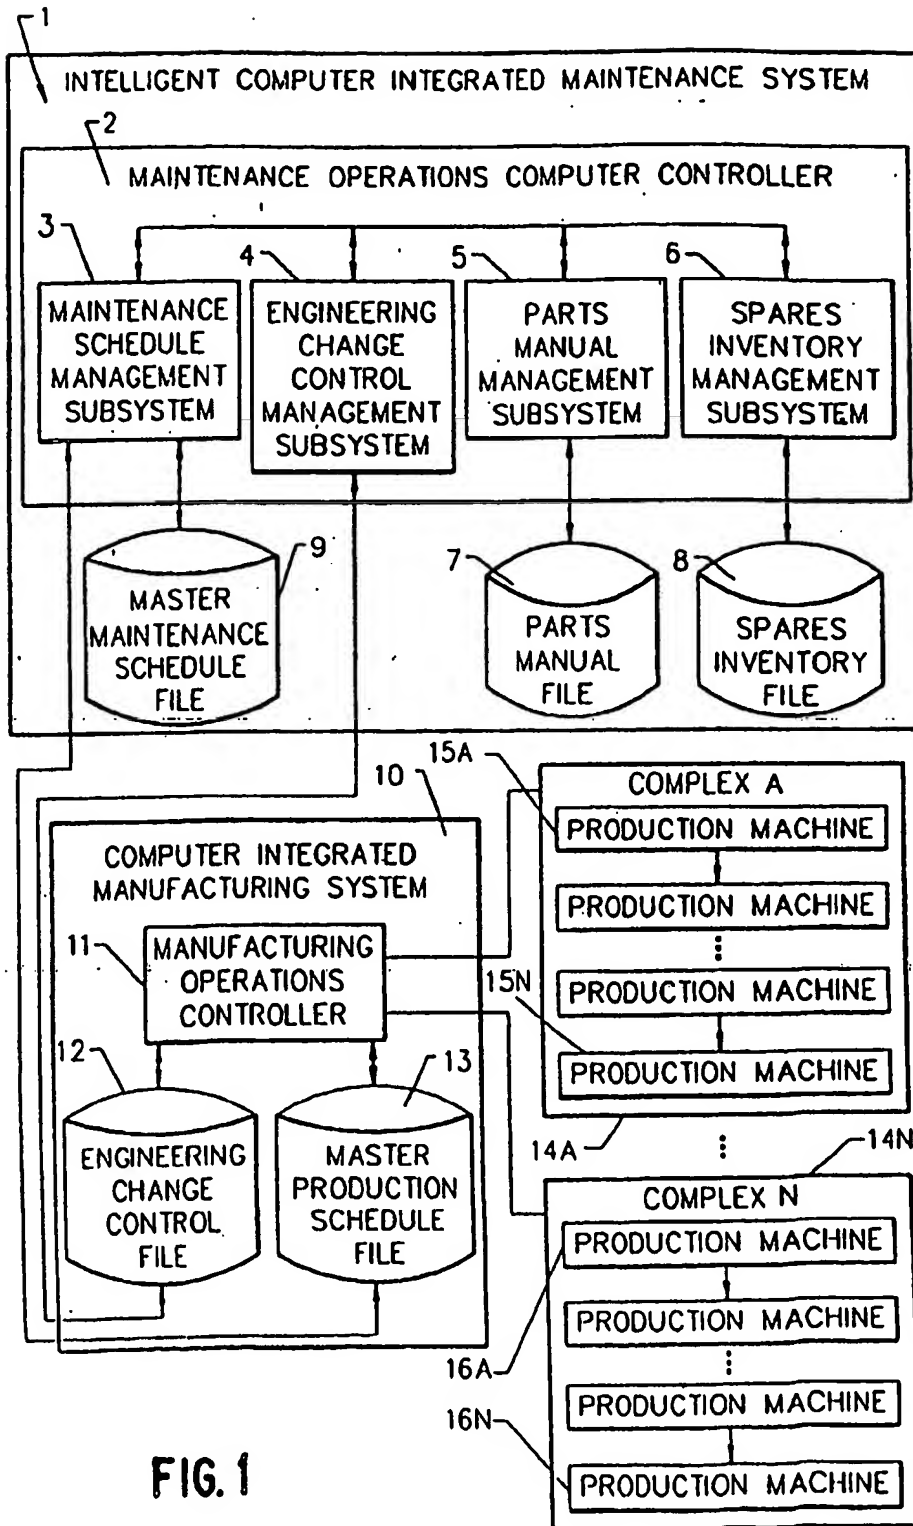 1
INTELLIGENT COMPUTER INTEGRATED MAINTENANCE SYSTEM
2
MAINTENANCE OPERATIONS COMPUTER CONTROLLER
3
MAINTENANCE
SCHEDULE
MANAGEMENT
SUBSYSTEM
4
ENGINEERING
CHANGE
CONTROL
MANAGEMENT
SUBSYSTEM
5
PARTS
MANUAL
MANAGEMENT
SUBSYSTEM
6
SPARES
INVENTORY
MANAGEMENT
SUBSYSTEM
9
MASTER
MAINTENANCE
SCHEDULE
FILE
7
PARTS
MANUAL
FILE
8
SPARES
INVENTORY
FILE
10
COMPUTER INTEGRATED
MANUFACTURING SYSTEM
11
MANUFACTURING
OPERATIONS
CONTROLLER
12
ENGINEERING
CHANGE
CONTROL
FILE
13
MASTER
PRODUCTION
SCHEDULE
FILE
15A
COMPLEX A
PRODUCTION MACHINE
PRODUCTION MACHINE
PRODUCTION MACHINE
15N
PRODUCTION MACHINE
14A
14N
COMPLEX N
PRODUCTION MACHINE
PRODUCTION MACHINE
16A
PRODUCTION MACHINE
16N
PRODUCTION MACHINE
FIG. 1